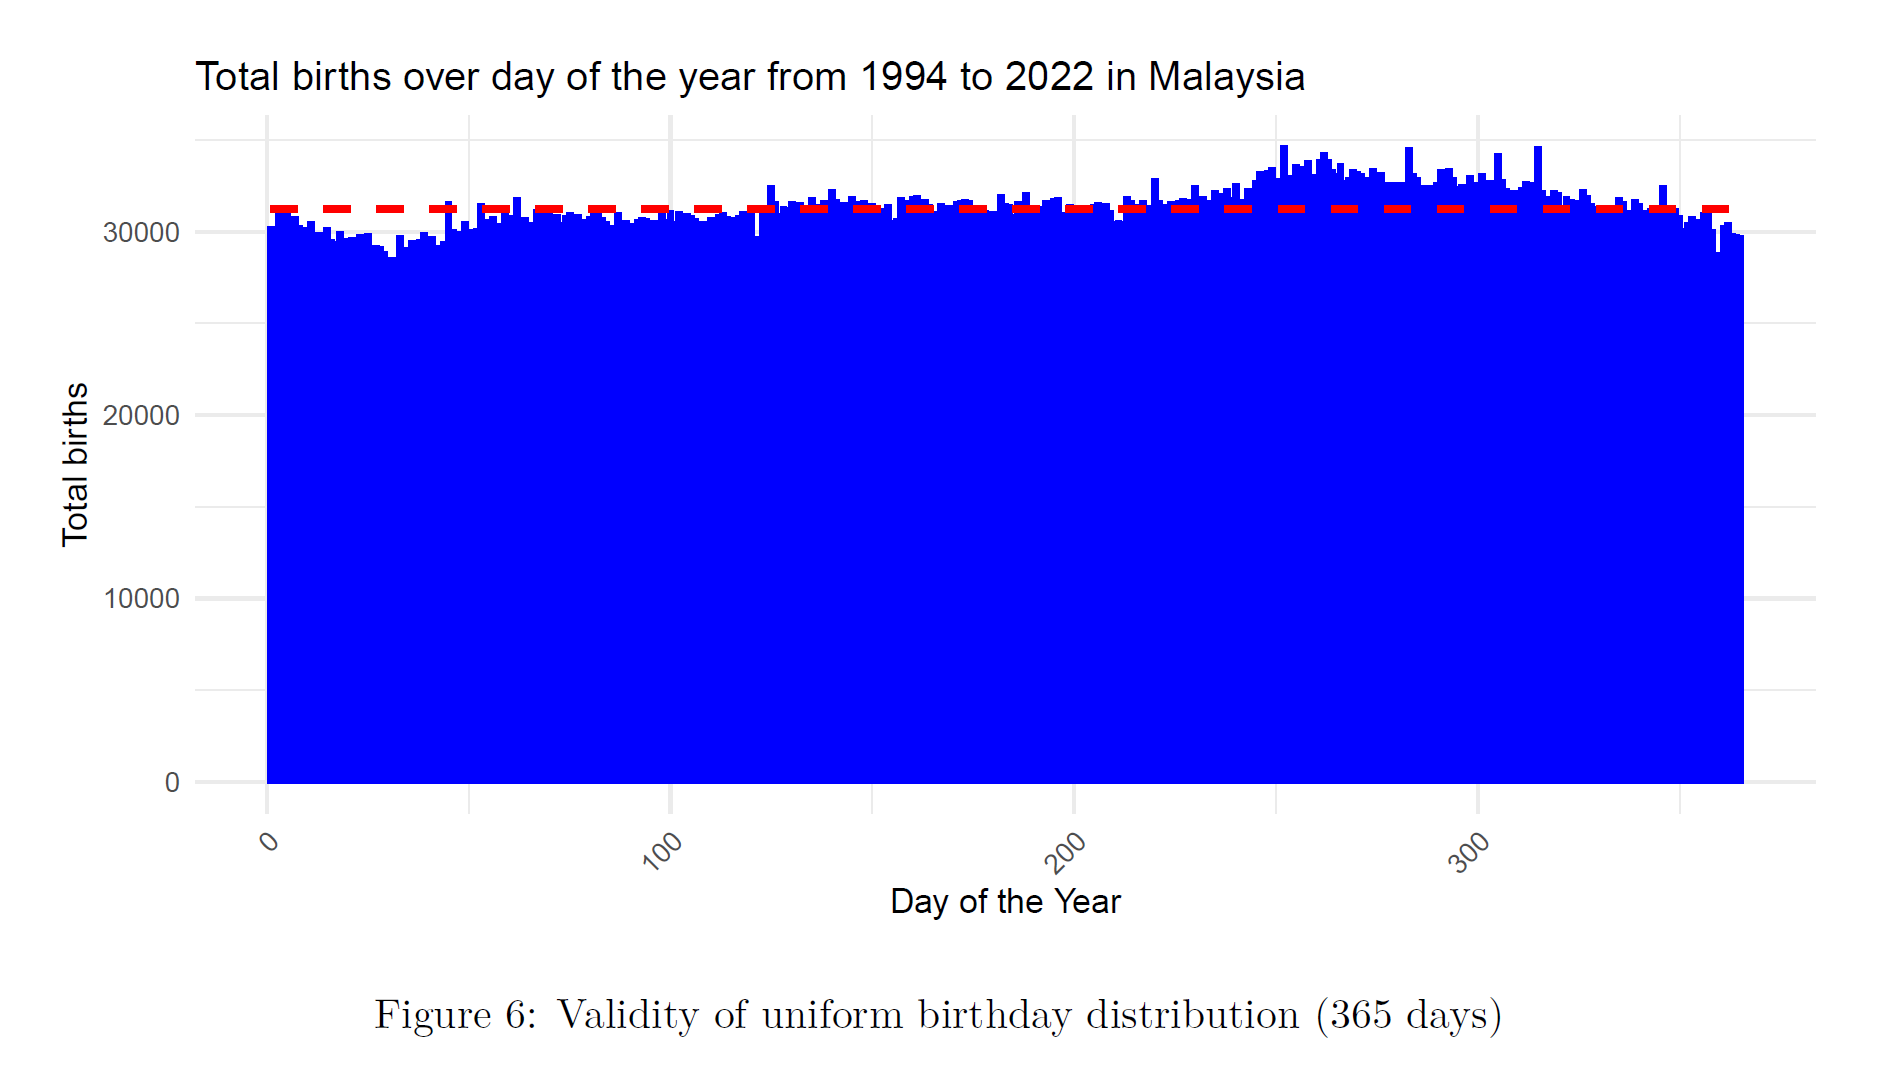 Total births over day of the year from 1994 to 2022 in Malaysia
Total births
30000
20000
10000
0
0
100
200
300
Day of the Year
Figure 6: Validity of uniform birthday distribution (365 days)